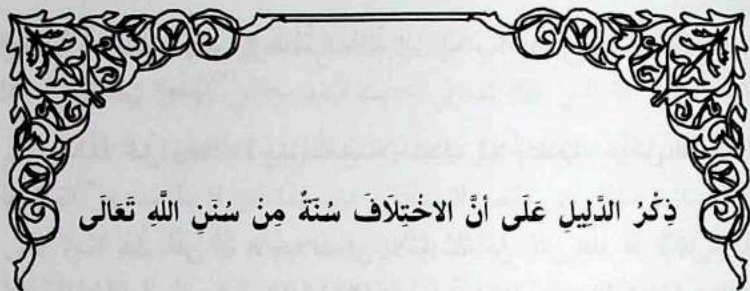 ذِكْرُ الدَّلِيلِ عَلَى أَنَّ الاخْتِلَافَ سُنَّةٌ مِنْ سُنَنِ اللَّهِ تَعَالَى